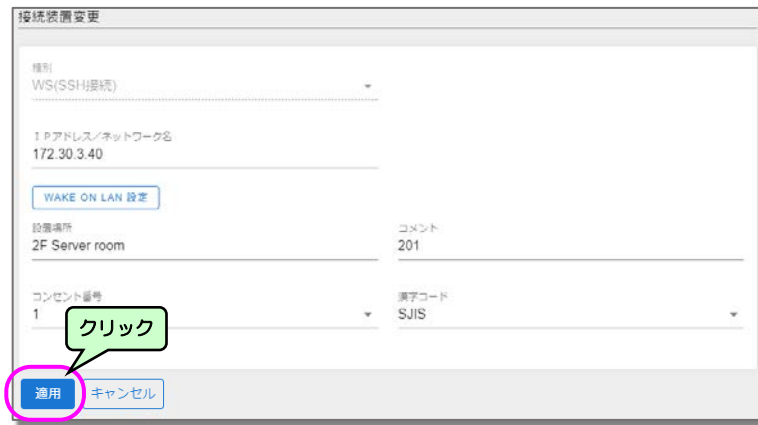 接続装置変更
種別
WS(SSH接続)
IPアドレス/ネットワーク名
172.30.3.40
WAKE ON LAN 設定
設置場所
2F Server room
コメント
201
コンセント番号
1
漢字コード
SJIS
クリック
適用
キャンセル